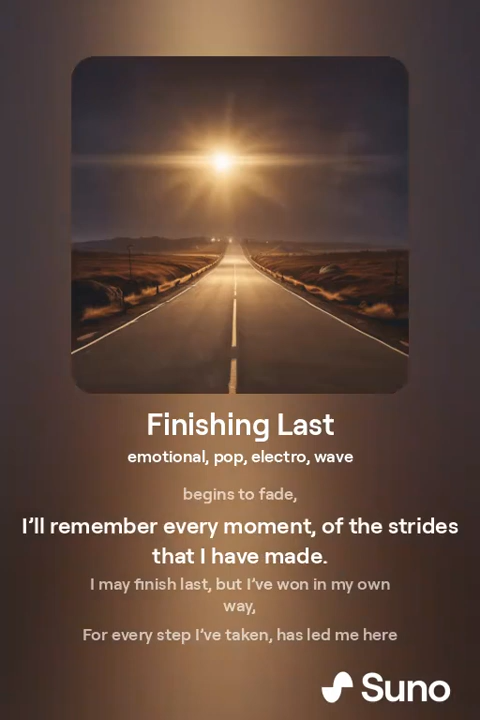 Finishing Last
emotional, pop, electro, wave
begins to fade,
I’ll remember every moment, of the strides
that I have made.
I may finish last, but I’ve won in my own
way,
For every step I’ve taken, has led me here
Suno